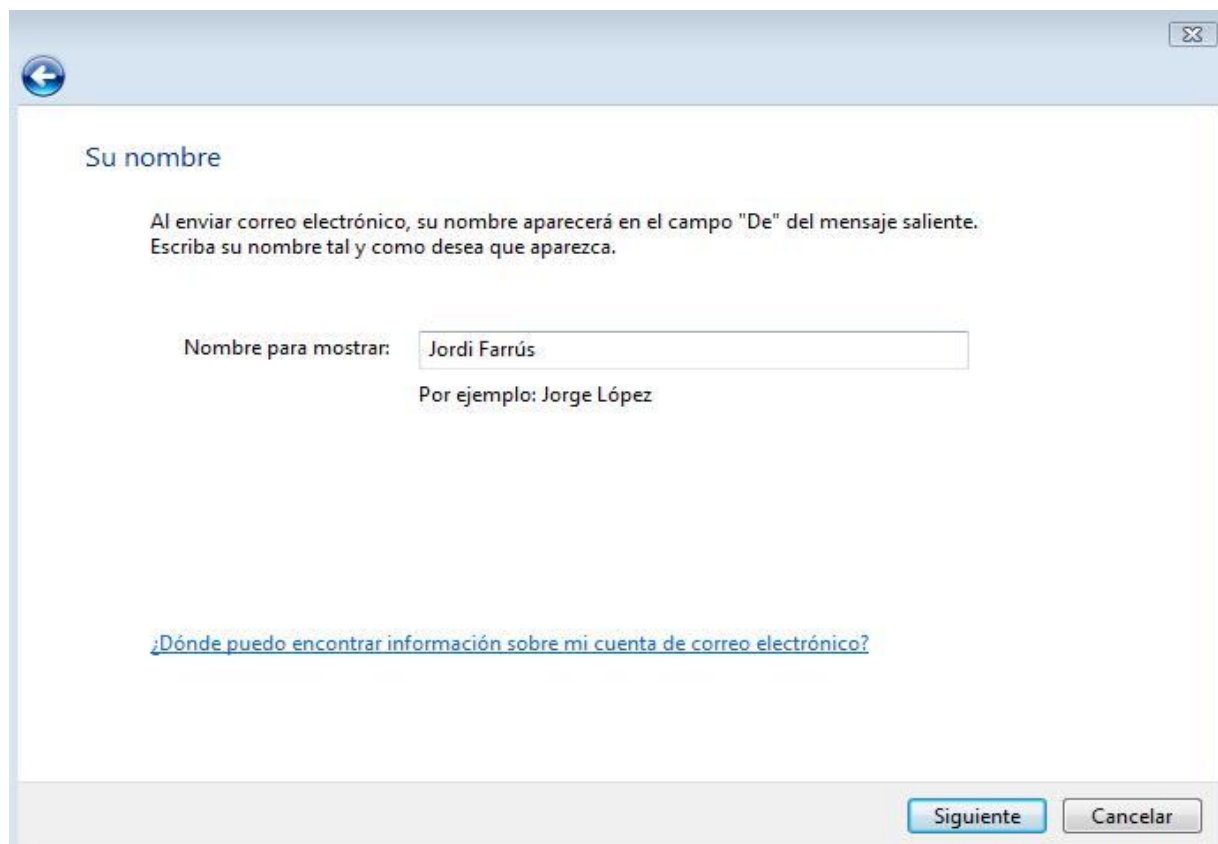 Su nombre
Al enviar correo electrónico, su nombre aparecerá en el campo "De" del mensaje saliente.
Escriba su nombre tal y como desea que aparezca.
Nombre para mostrar: Jordi Farrús
Por ejemplo: Jorge López
¿Dónde puedo encontrar información sobre mi cuenta de correo electrónico?
Siguiente Cancelar